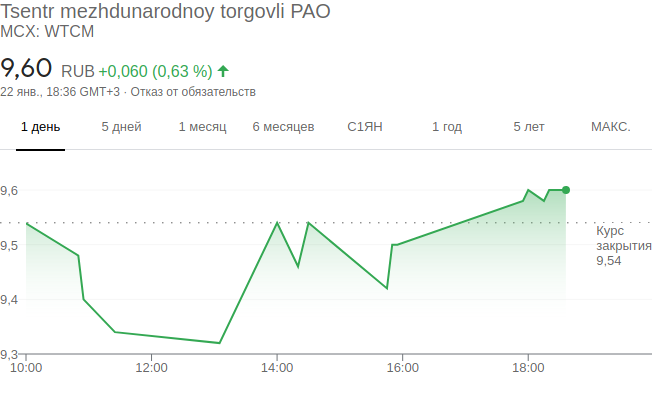 Tsentr mezhdunarodnoy torgovli PAO
MCX: WTCM
9,60 RUB +0,060 (0,63 %)
22 янв., 18:36 GMT+3 · Отказ от обязательств
1 день 5 дней 1 месяц 6 месяцев С1ЯН 1 год 5 лет МАКС.
9,6
Курс
закрытия
9,54
9,5
9,4
9,3
10:00 12:00 14:00 16:00 18:00